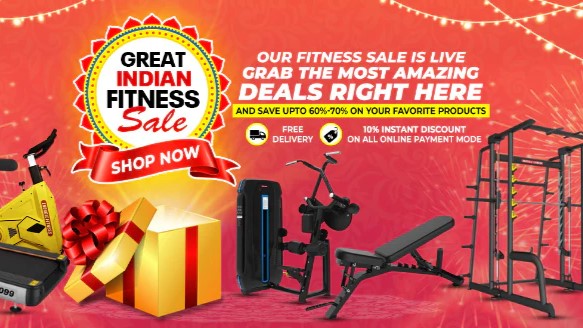 GREAT
INDIAN
FITNESS
Sale
SHOP NOW
OUR FITNESS SALE IS LIVE
GRAB THE MOST AMAZING
DEALS RIGHT HERE
AND SAVE UPTO 60%-70% ON YOUR FAVORITE PRODUCTS
FREE
DELIVERY
10% INSTANT DISCOUNT
ON ALL ONLINE PAYMENT MODE